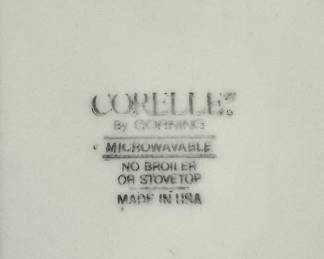 CORELLE®
By CORNING
MICROWAVABLE
NO BROILER
OR STOVETOP
MADE IN USA